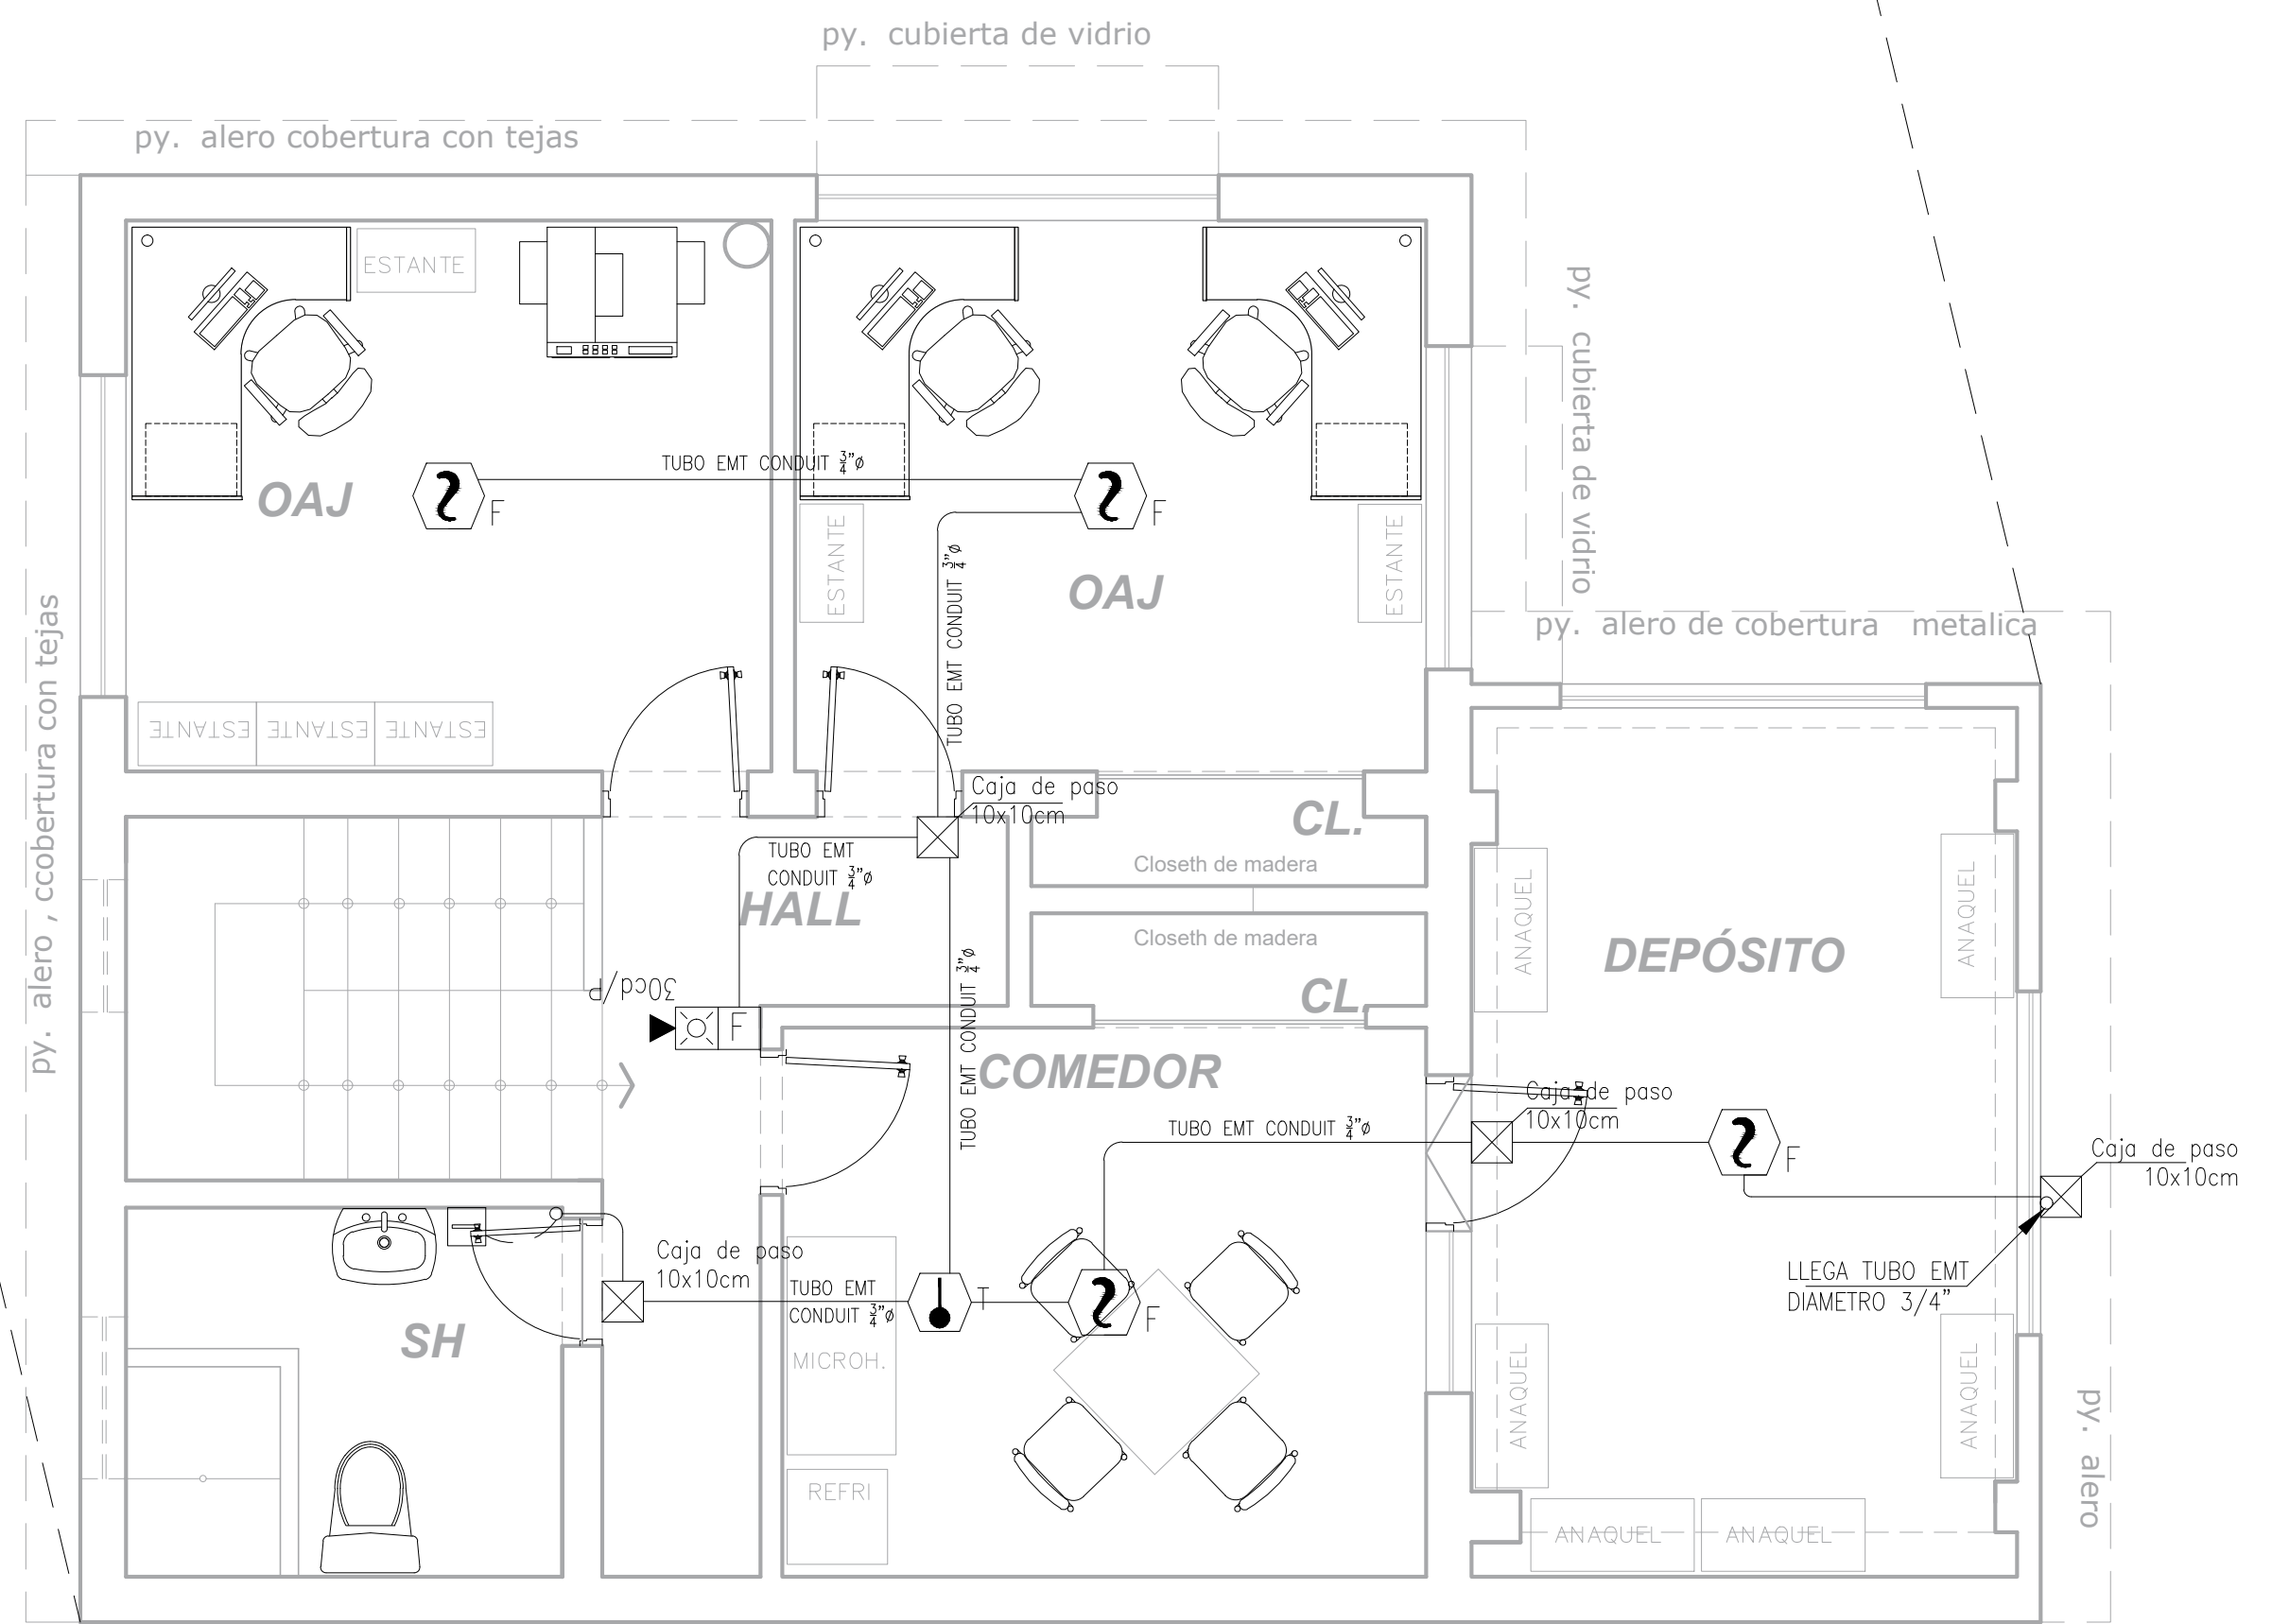 py. cubierta de vidrio
py. alero cobertura con tejas
ESTANTE
TUBO EMT CONDUIT 3/4"ø
OAJ
F
F
ESTANTE
ESTANTE
OAJ
TUBO EMT CONDUIT 3/4"ø
py. cubierta de vidrio
py. alero de cobertura metalica
py. alero , ccobertura con tejas
ESTANTE
ESTANTE
ESTANTE
Caja de paso
10x10cm
CL.
TUBO EMT
CONDUIT 3/4"ø
Closeth de madera
HALL
Closeth de madera
CL.
ANAQUEL
ANAQUEL
DEPÓSITO
30cd/P
F
TUBO EMT CONDUIT 3/4"ø
COMEDOR
TUBO EMT CONDUIT 3/4"ø
Caja de paso
10x10cm
F
Caja de paso
10x10cm
Caja de paso
10x10cm
TUBO EMT
CONDUIT 3/4"ø
T
F
LLEGA TUBO EMT
DIAMETRO 3/4"
SH
MICROH.
REFRI
ANAQUEL
ANAQUEL
ANAQUEL
ANAQUEL
py. alero